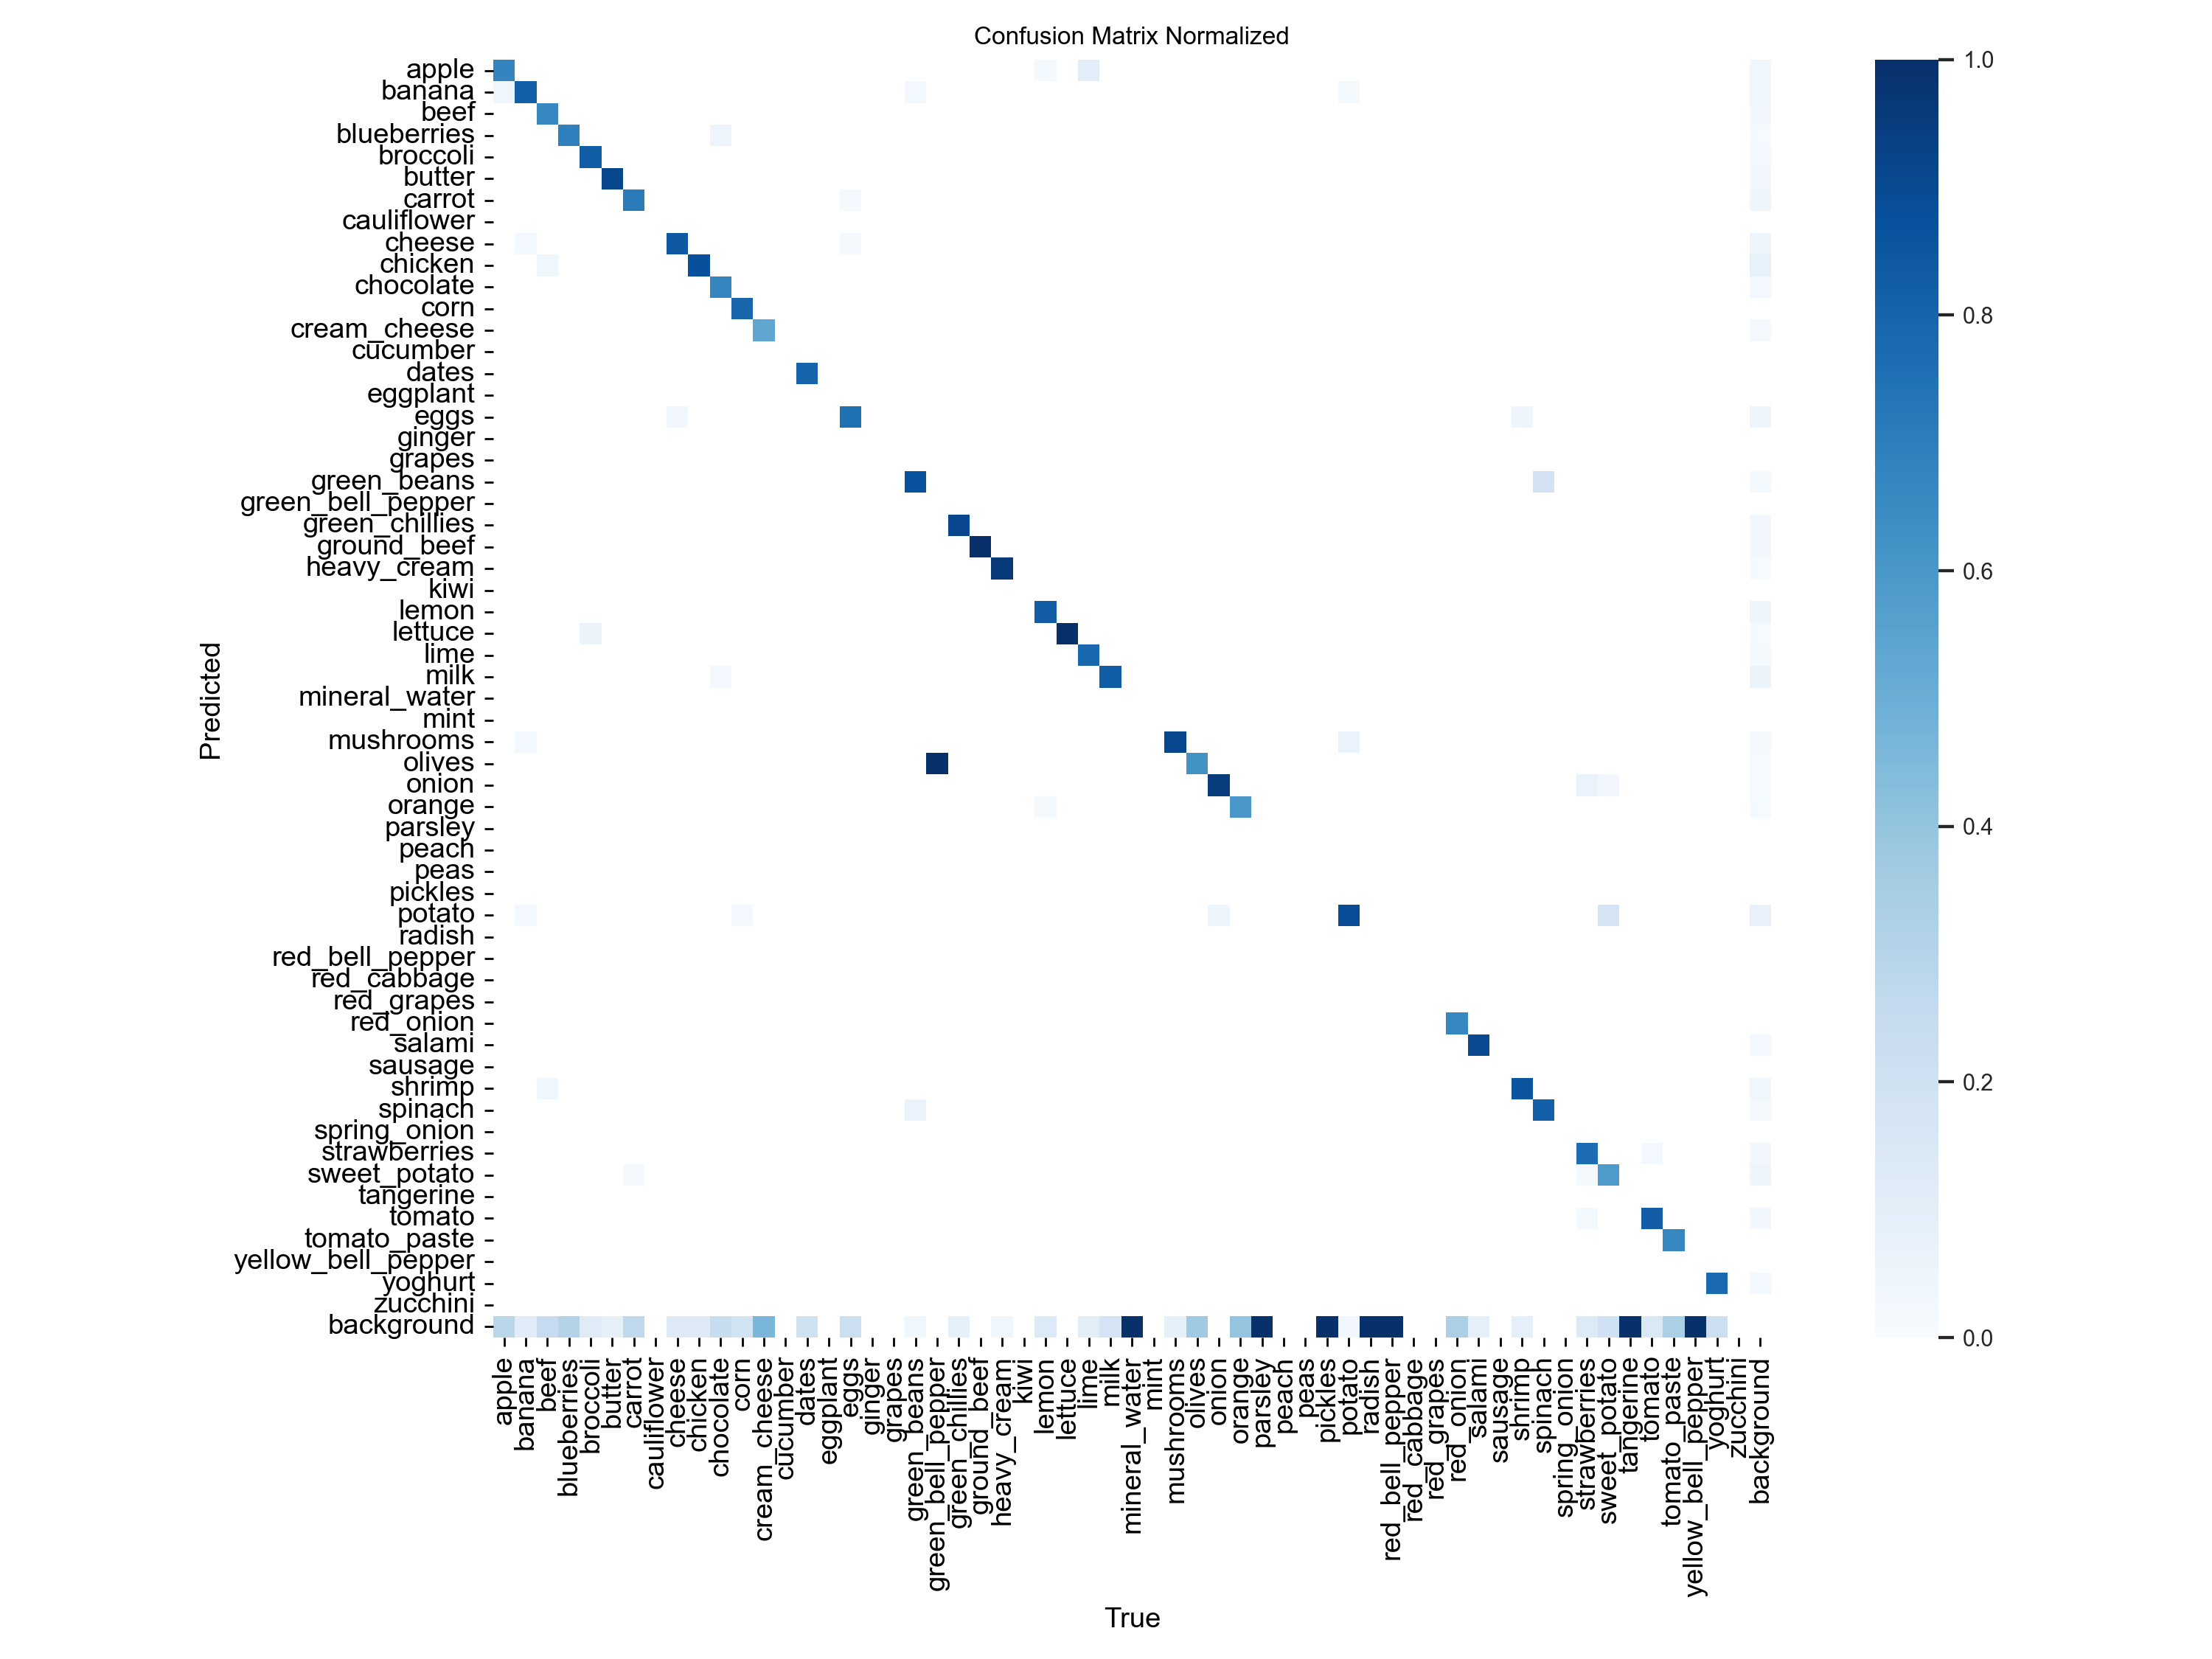 Confusion Matrix Normalized
apple
banana
beef
blueberries
broccoli
butter
carrot
cauliflower
cheese
chicken
chocolate
corn
cream_cheese
cucumber
dates
eggplant
eggs
ginger
grapes
green_beans
green_bell_pepper
green_chillies
ground_beef
heavy_cream
kiwi
lemon
lettuce
lime
milk
mineral_water
mint
mushrooms
olives
onion
orange
parsley
peach
peas
pickles
potato
radish
red_bell_pepper
red_cabbage
red_grapes
red_onion
salami
sausage
shrimp
spinach
spring_onion
strawberries
sweet_potato
tangerine
tomato
tomato_paste
yellow_bell_pepper
yoghurt
zucchini
background
Predicted
apple
banana
beef
blueberries
broccoli
butter
carrot
cauliflower
cheese
chicken
chocolate
corn
cream_cheese
cucumber
dates
eggplant
eggs
ginger
grapes
green_beans
green_bell_pepper
green_chillies
ground_beef
heavy_cream
kiwi
lemon
lettuce
lime
milk
mineral_water
mint
mushrooms
olives
onion
orange
parsley
peach
peas
pickles
potato
radish
red_bell_pepper
red_cabbage
red_grapes
red_onion
salami
sausage
shrimp
spinach
spring_onion
strawberries
sweet_potato
tangerine
tomato
tomato_paste
yellow_bell_pepper
yoghurt
zucchini
background
True
1.0
0.8
0.6
0.4
0.2
0.0